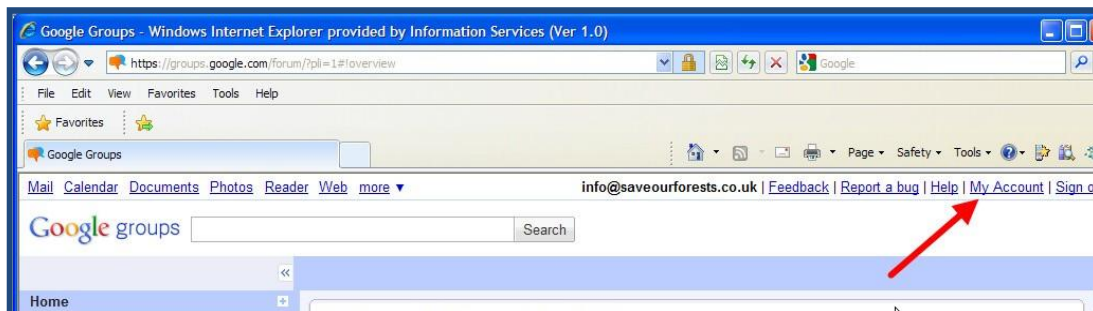 Google Groups - Windows Internet Explorer provided by Information Services (Ver 1.0)
https://groups.google.com/forum/?pli=1#!overview
Google
File Edit View Favorites Tools Help
Favorites
Google Groups
Page Safety Tools
Mail Calendar Documents Photos Reader Web more ▼
info@saveourforests.co.uk | Feedback | Report a bug | Help | My Account | Sign o
Google groups
Search
«
Home